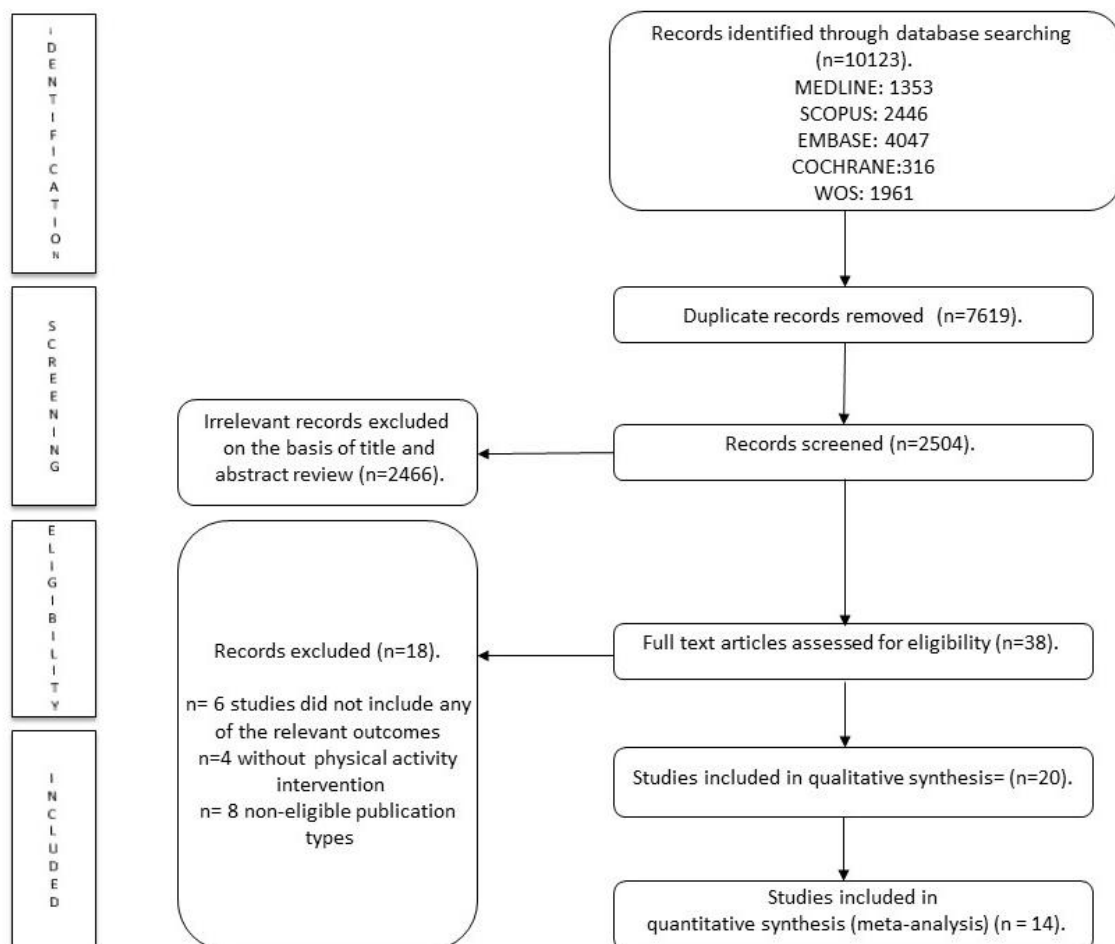 IDENTIFICATION
Records identified through database searching
(n=10123).
MEDLINE: 1353
SCOPUS: 2446
EMBASE: 4047
COCHRANE:316
WOS: 1961
SCREENING
Duplicate records removed (n=7619).
Irrelevant records excluded
on the basis of title and
abstract review (n=2466).
Records screened (n=2504).
ELIGIBILITY
Records excluded (n=18).
n= 6 studies did not include any
of the relevant outcomes
n=4 without physical activity
intervention
n= 8 non-eligible publication
types
Full text articles assessed for eligibility (n=38).
Studies included in qualitative synthesis= (n=20).
INCLUDED
Studies included in
quantitative synthesis (meta-analysis) (n = 14).